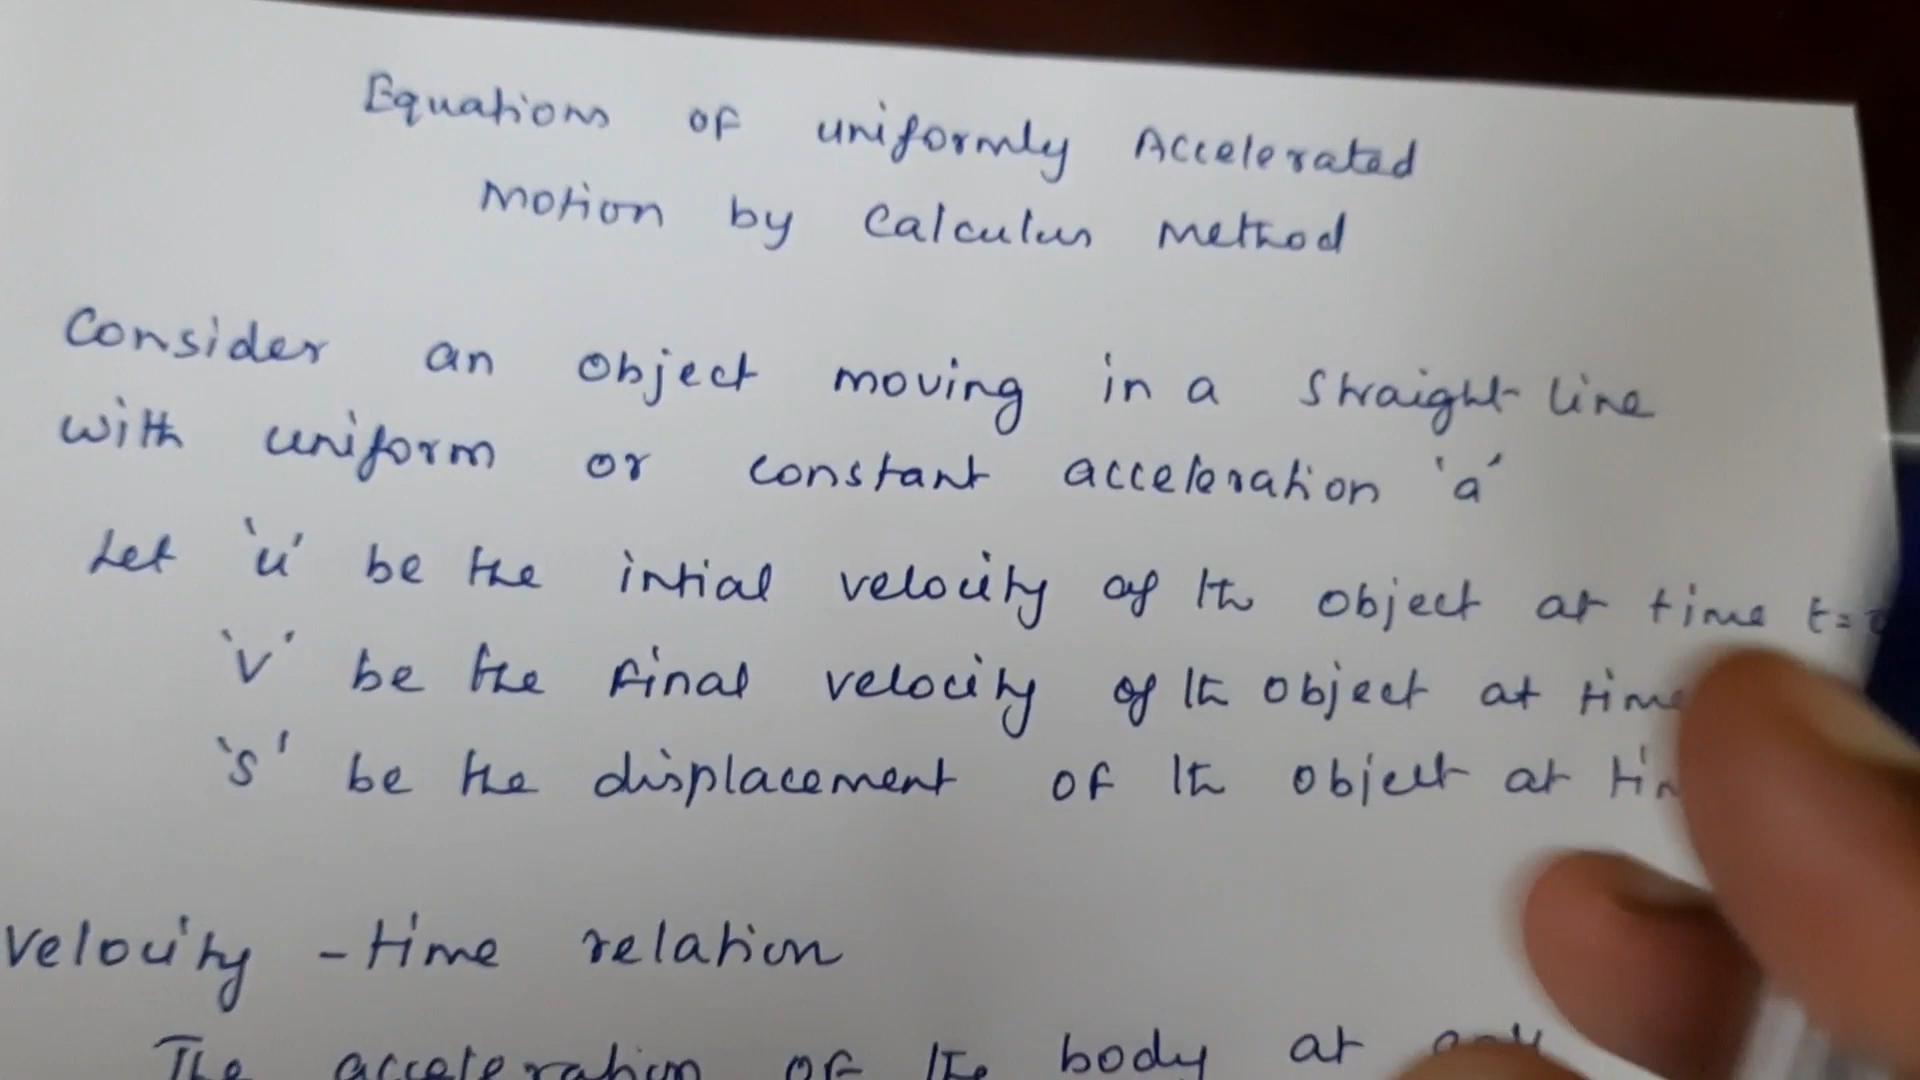 Equations of uniformly Accelerated
Motion by Calculus Method
Consider an object moving in a straight line
with uniform or constant acceleration 'a'
Let 'u' be the intial velocity of the object at time t=
'v' be the final velocity of the object at time
's' be the displacement of the object at
Velocity - time relation
The acceleration of the body at any